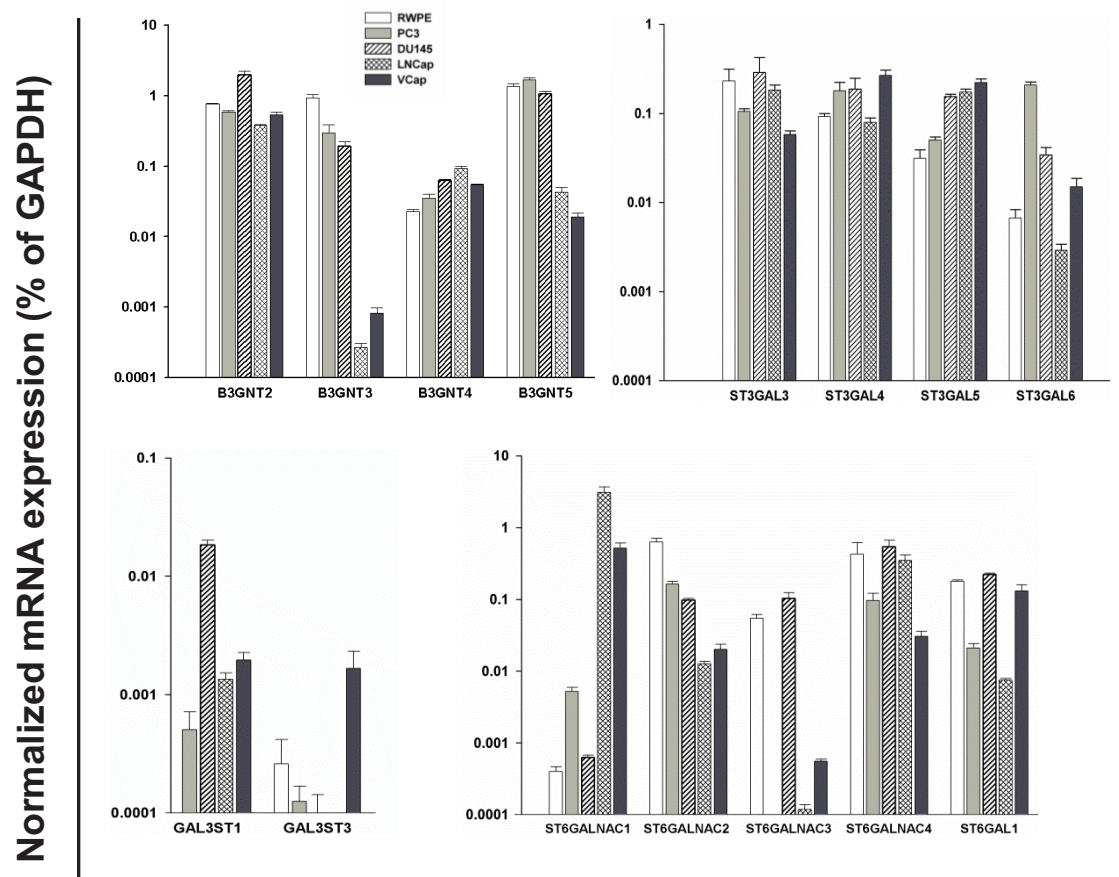 Normalized mRNA expression (% of GAPDH)
RWPE
PC3
DU145
LNCap
VCap
10
1
0.1
0.01
0.001
0.0001
B3GNT2 B3GNT3 B3GNT4 B3GNT5
1
0.1
0.01
0.001
0.0001
ST3GAL3 ST3GAL4 ST3GAL5 ST3GAL6
0.1
0.01
0.001
0.0001
GAL3ST1 GAL3ST3
10
1
0.1
0.01
0.001
0.0001
ST6GALNAC1 ST6GALNAC2 ST6GALNAC3 ST6GALNAC4 ST6GAL1